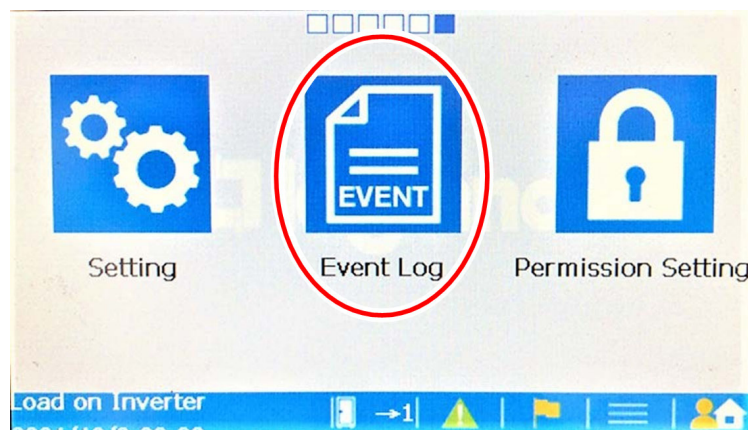 EVENT
Setting
Event Log
Permission Setting
Load on Inverter
→1